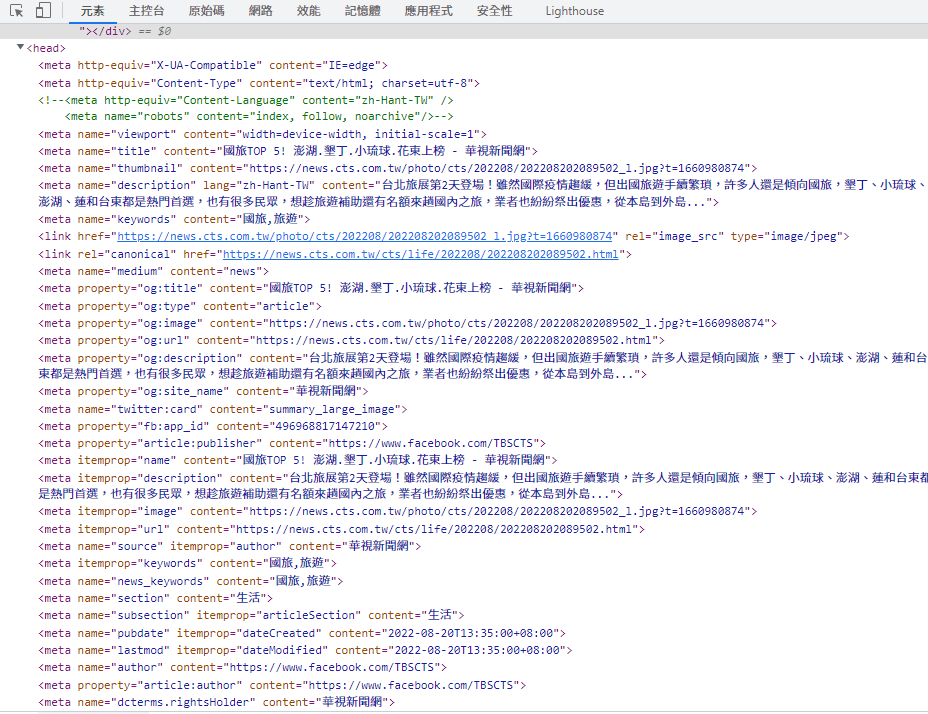 元素 主控台 原始碼 網路 效能 記憶體 應用程式 安全性 Lighthouse
"></div> == $0
<head>
<meta http-equiv="X-UA-Compatible" content="IE=edge">
<meta http-equiv="Content-Type" content="text/html; charset=utf-8">
<!--<meta http-equiv="Content-Language" content="zh-Hant-TW" />
<meta name="robots" content="index, follow, noarchive"/>-->
<meta name="viewport" content="width=device-width, initial-scale=1">
<meta name="title" content="國旅TOP 5! 澎湖.墾丁.小琉球.花東上榜 - 華視新聞網">
<meta name="thumbnail" content="https://news.cts.com.tw/photo/cts/202208/202208202089502_l.jpg?t=1660980874">
<meta name="description" lang="zh-Hant-TW" content="台北旅展第2天登場！雖然國際疫情趨緩，但出國旅遊手續繁瑣，許多人還是傾向國旅，墾丁、小琉球、
澎湖、蓮和台東都是熱門首選，也有很多民眾，想趁旅遊補助還有名額來趟國內之旅，業者也紛紛祭出優惠，從本島到外島...">
<meta name="keywords" content="國旅,旅遊">
<link href="https://news.cts.com.tw/photo/cts/202208/202208202089502_l.jpg?t=1660980874" rel="image_src" type="image/jpeg">
<link rel="canonical" href="https://news.cts.com.tw/cts/life/202208/202208202089502.html">
<meta name="medium" content="news">
<meta property="og:title" content="國旅TOP 5! 澎湖.墾丁.小琉球.花東上榜 - 華視新聞網">
<meta property="og:type" content="article">
<meta property="og:image" content="https://news.cts.com.tw/photo/cts/202208/202208202089502_l.jpg?t=1660980874">
<meta property="og:url" content="https://news.cts.com.tw/cts/life/202208/202208202089502.html">
<meta property="og:description" content="台北旅展第2天登場！雖然國際疫情趨緩，但出國旅遊手續繁瑣，許多人還是傾向國旅，墾丁、小琉球、澎湖、蓮和台
東都是熱門首選，也有很多民眾，想趁旅遊補助還有名額來趟國內之旅，業者也紛紛祭出優惠，從本島到外島...">
<meta property="og:site_name" content="華視新聞網">
<meta name="twitter:card" content="summary_large_image">
<meta property="fb:app_id" content="496968817147210">
<meta property="article:publisher" content="https://www.facebook.com/TBSCTS">
<meta itemprop="name" content="國旅TOP 5! 澎湖.墾丁.小琉球.花東上榜 - 華視新聞網">
<meta itemprop="description" content="台北旅展第2天登場！雖然國際疫情趨緩，但出國旅遊手續繁瑣，許多人還是傾向國旅，墾丁、小琉球、澎湖、蓮和台東都
是熱門首選，也有很多民眾，想趁旅遊補助還有名額來趟國內之旅，業者也紛紛祭出優惠，從本島到外島...">
<meta itemprop="image" content="https://news.cts.com.tw/photo/cts/202208/202208202089502_l.jpg?t=1660980874">
<meta itemprop="url" content="https://news.cts.com.tw/cts/life/202208/202208202089502.html">
<meta name="source" itemprop="author" content="華視新聞網">
<meta itemprop="keywords" content="國旅,旅遊">
<meta name="news_keywords" content="國旅,旅遊">
<meta name="section" content="生活">
<meta name="subsection" itemprop="articleSection" content="生活">
<meta name="pubdate" itemprop="dateCreated" content="2022-08-20T13:35:00+08:00">
<meta name="lastmod" itemprop="dateModified" content="2022-08-20T13:35:00+08:00">
<meta name="author" content="https://www.facebook.com/TBSCTS">
<meta property="article:author" content="https://www.facebook.com/TBSCTS">
<meta name="dcterms.rightsHolder" content="華視新聞網">